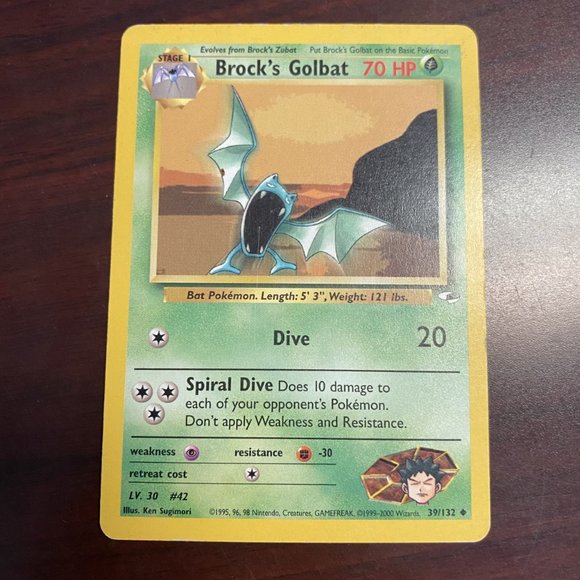 Evolves from Brock's Zubat Put Brock's Golbat on the Basic Pokémon
STAGE 1
Brock's Golbat 70 HP
Bat Pokémon. Length: 5' 3", Weight: 121 lbs.
Dive 20
Spiral Dive Does 10 damage to
each of your opponent's Pokémon.
Don't apply Weakness and Resistance.
weakness resistance -30
retreat cost
LV. 30 #42
Illus. Ken Sugimori ©1995, 96, 98 Nintendo, Creatures, GAMEFREAK. ©1999-2000 Wizards. 39/132